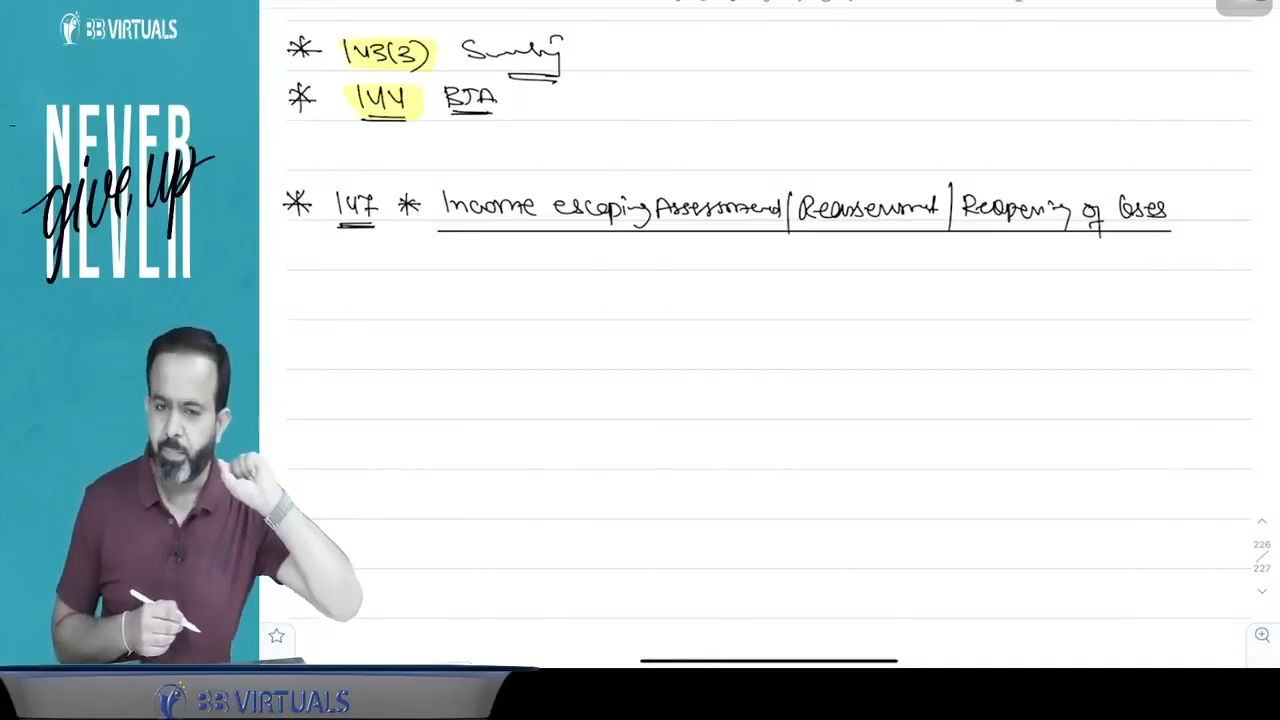 BB VIRTUALS
NEVER
give up
NEVER
* 143(3) Scrutiny
* 144 BJA
* 147 * Income escaping Assessment/Reassessment/Reopening of Cases
226
227
BB VIRTUALS